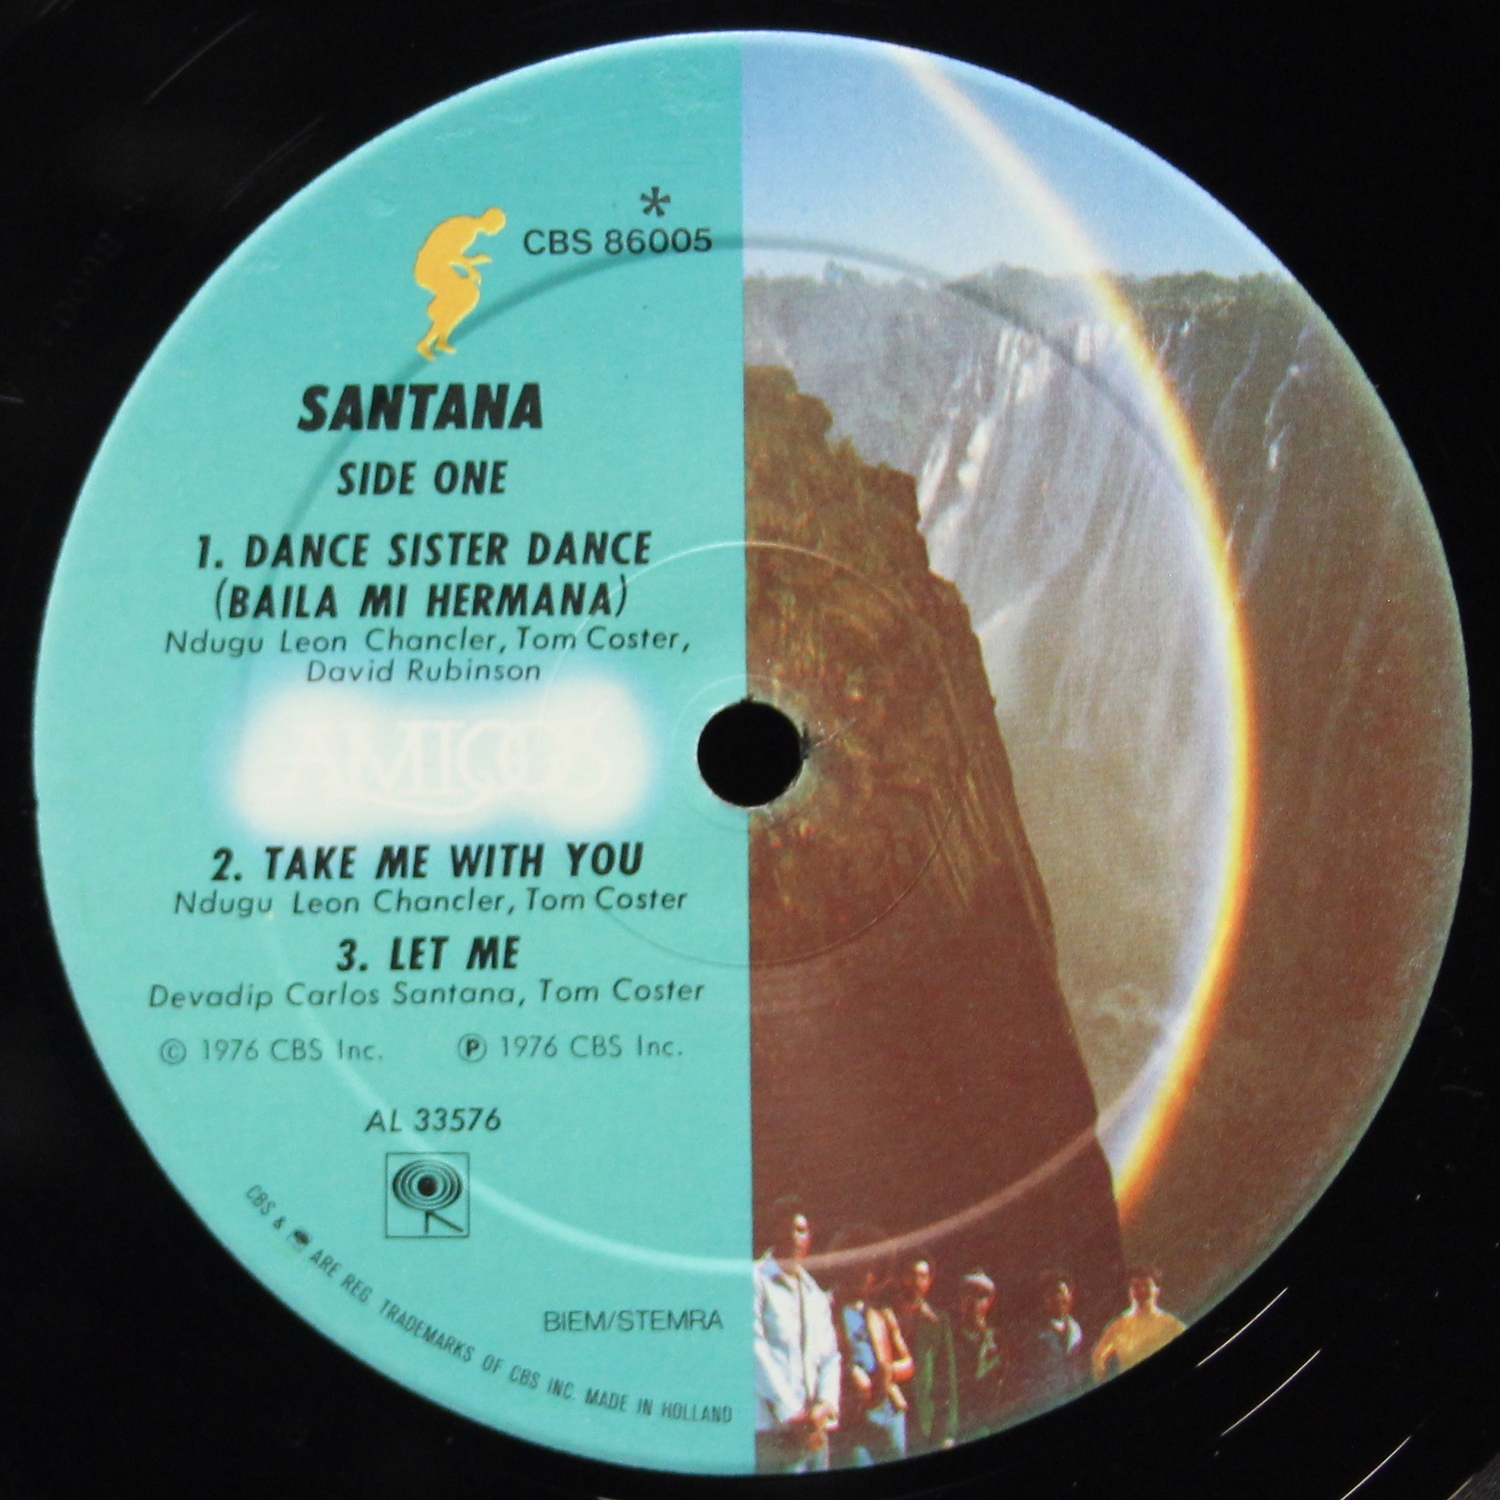 *
CBS 86005
SANTANA
SIDE ONE
1. DANCE SISTER DANCE
(BAILA MI HERMANA)
Ndugu Leon Chancler, Tom Coster,
David Rubinson
AMIGOS
2. TAKE ME WITH YOU
Ndugu Leon Chancler, Tom Coster
3. LET ME
Devadip Carlos Santana, Tom Coster
© 1976 CBS Inc. ℗ 1976 CBS Inc.
AL 33576
BIEM/STEMRA
CBS & ARE REG. TRADEMARKS OF CBS INC. MADE IN HOLLAND